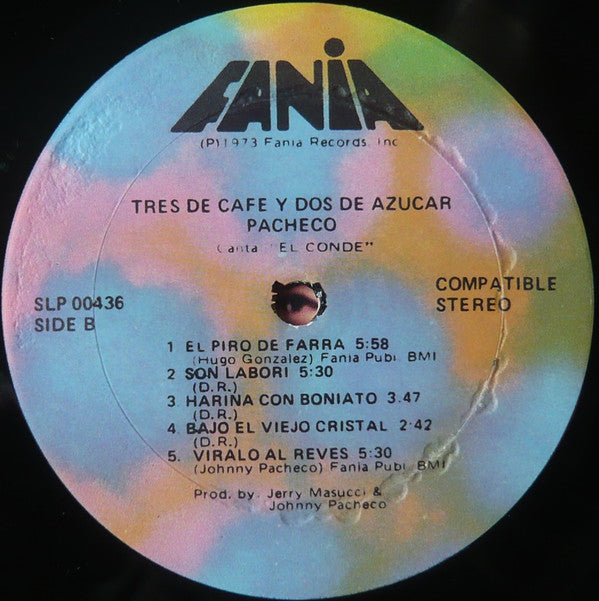 FANIA
(P) 1973 Fania Records, Inc
TRES DE CAFE Y DOS DE AZUCAR
PACHECO
Canta: "EL CONDE"
SLP 00436
SIDE B
COMPATIBLE
STEREO
1 EL PIRO DE FARRA 5:58
(Hugo Gonzalez) Fania Publ BMI
2 SON LABORI 5:30
(D.R.)
3. HARINA CON BONIATO 3.47
(D.R.)
4. BAJO EL VIEJO CRISTAL 2:42
(D.R.)
5. VIRALO AL REVES 5:30
(Johnny Pacheco) Fania Publ BMI
Prod. by. Jerry Masucci &
Johnny Pacheco